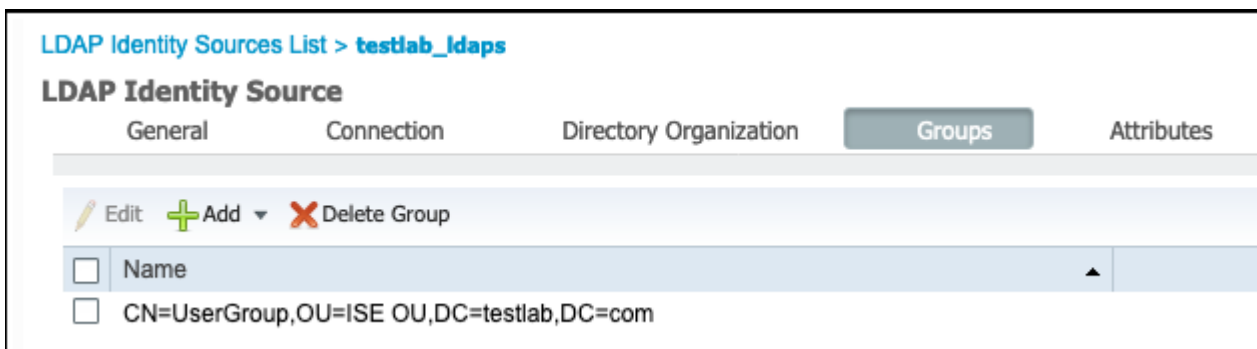 LDAP Identity Sources List > testlab_ldaps
LDAP Identity Source
General Connection Directory Organization Groups Attributes
Edit Add Delete Group
Name
CN=UserGroup,OU=ISE OU,DC=testlab,DC=com